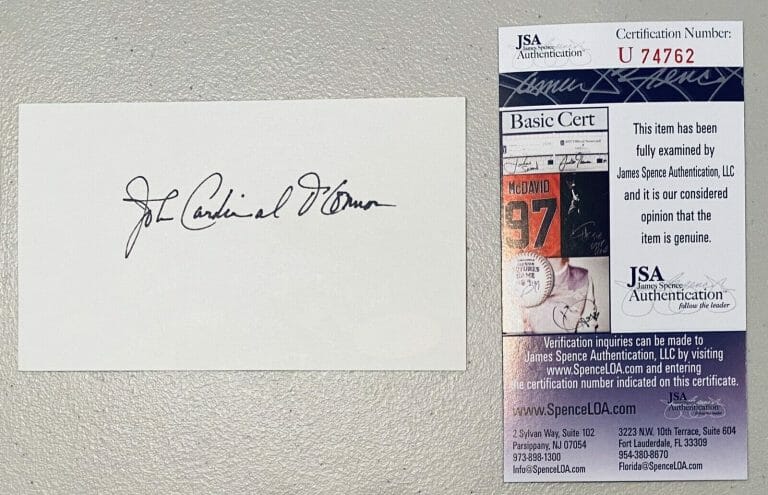 John Cardinal O'Connor
JSA
James Spence
Authentication™
Certification Number:
U 74762
Basic Cert
McDAVID
97
This item has been
fully examined by
James Spence Authentication, LLC
and it is our considered
opinion that the
item is genuine.
JSA
James Spence
Authentication™
follow the leader
Verification inquiries can be made to
James Spence Authentication, LLC by visiting
www.SpenceLOA.com and entering
the certification number indicated on this certificate.
www.SpenceLOA.com
JSA
Authentication
2 Sylvan Way, Suite 102
Parsippany, NJ 07054
973-898-1300
Info@SpenceLOA.com
3223 N.W. 10th Terrace, Suite 604
Fort Lauderdale, FL 33309
954-380-8670
Florida@SpenceLOA.com